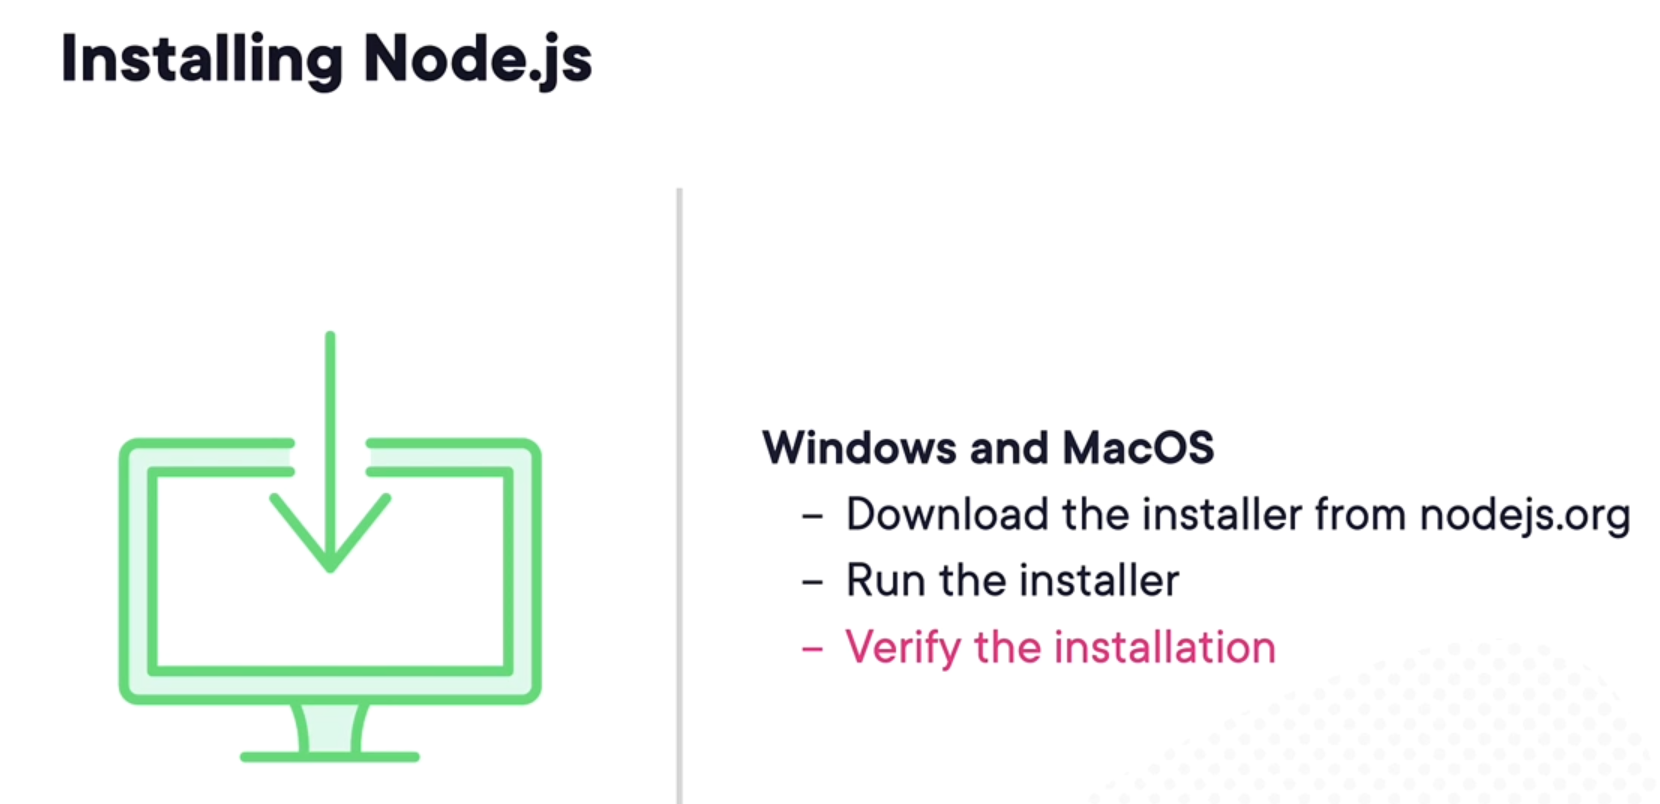 Installing Node.js
Windows and MacOS
– Download the installer from nodejs.org
– Run the installer
– Verify the installation